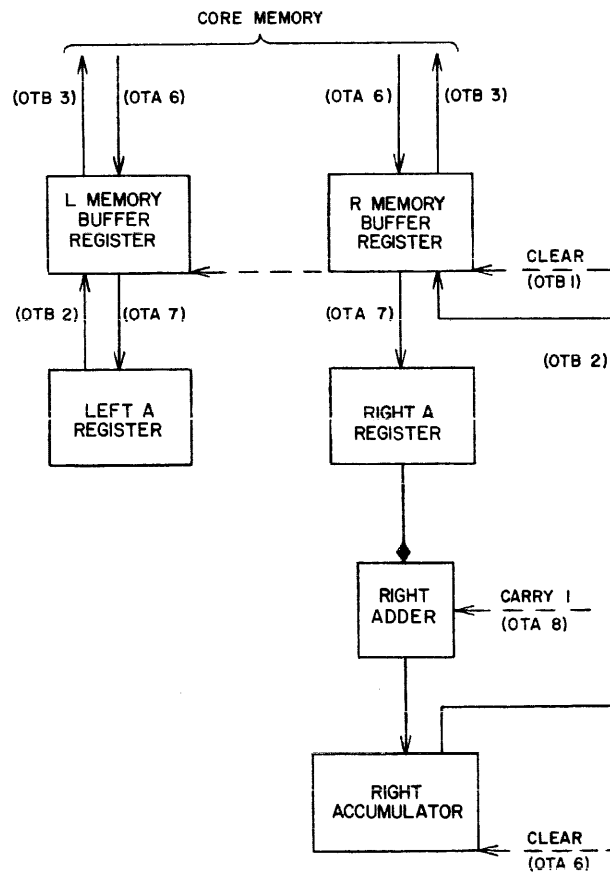 CORE MEMORY
(OTB 3)
(OTA 6)
(OTA 6)
(OTB 3)
L MEMORY
BUFFER
REGISTER
R MEMORY
BUFFER
REGISTER
CLEAR
(OTB 1)
(OTB 2)
(OTA 7)
(OTA 7)
(OTB 2)
LEFT A
REGISTER
RIGHT A
REGISTER
RIGHT
ADDER
CARRY 1
(OTA 8)
RIGHT
ACCUMULATOR
CLEAR
(OTA 6)